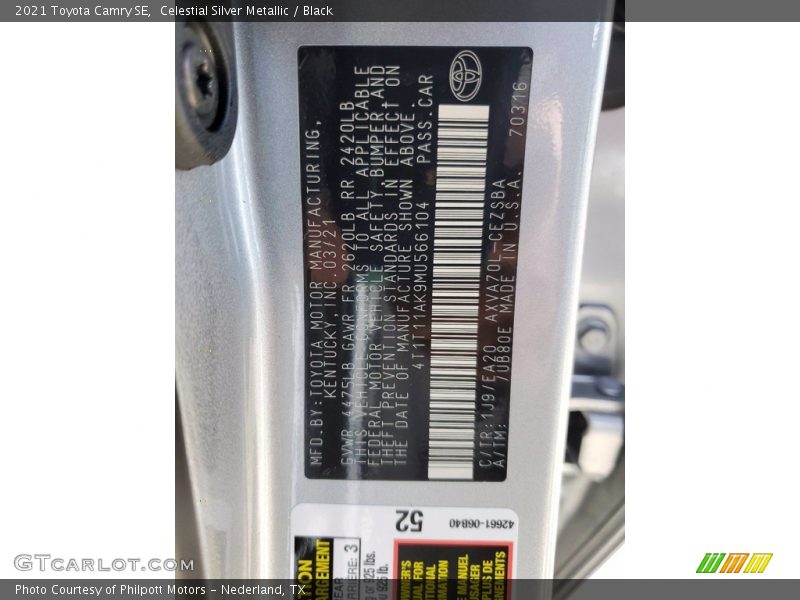 2021 Toyota Camry SE, Celestial Silver Metallic / Black
MFD.BY:TOYOTA MOTOR MANUFACTURING,
KENTUCKY, INC 03/21
GVWR 4475LB GAWR FR 2620LB RR 2420LB
THIS VEHICLE CONFORMS TO ALL APPLICABLE
FEDERAL MOTOR VEHICLE SAFETY, BUMPER, AND
THEFT PREVENTION STANDARDS IN EFFECT ON
THE DATE OF MANUFACTURE SHOWN ABOVE.
4T1T11AK9MU566104 PASS.CAR
C/TR:1J9/EA20 AXVA70L-CEZSBA
A/TM: /UB80E MADE IN U.S.A. 70316
52
42661-06B40
3
GTCARLOT.COM
Photo Courtesy of Philpott Motors - Nederland, TX